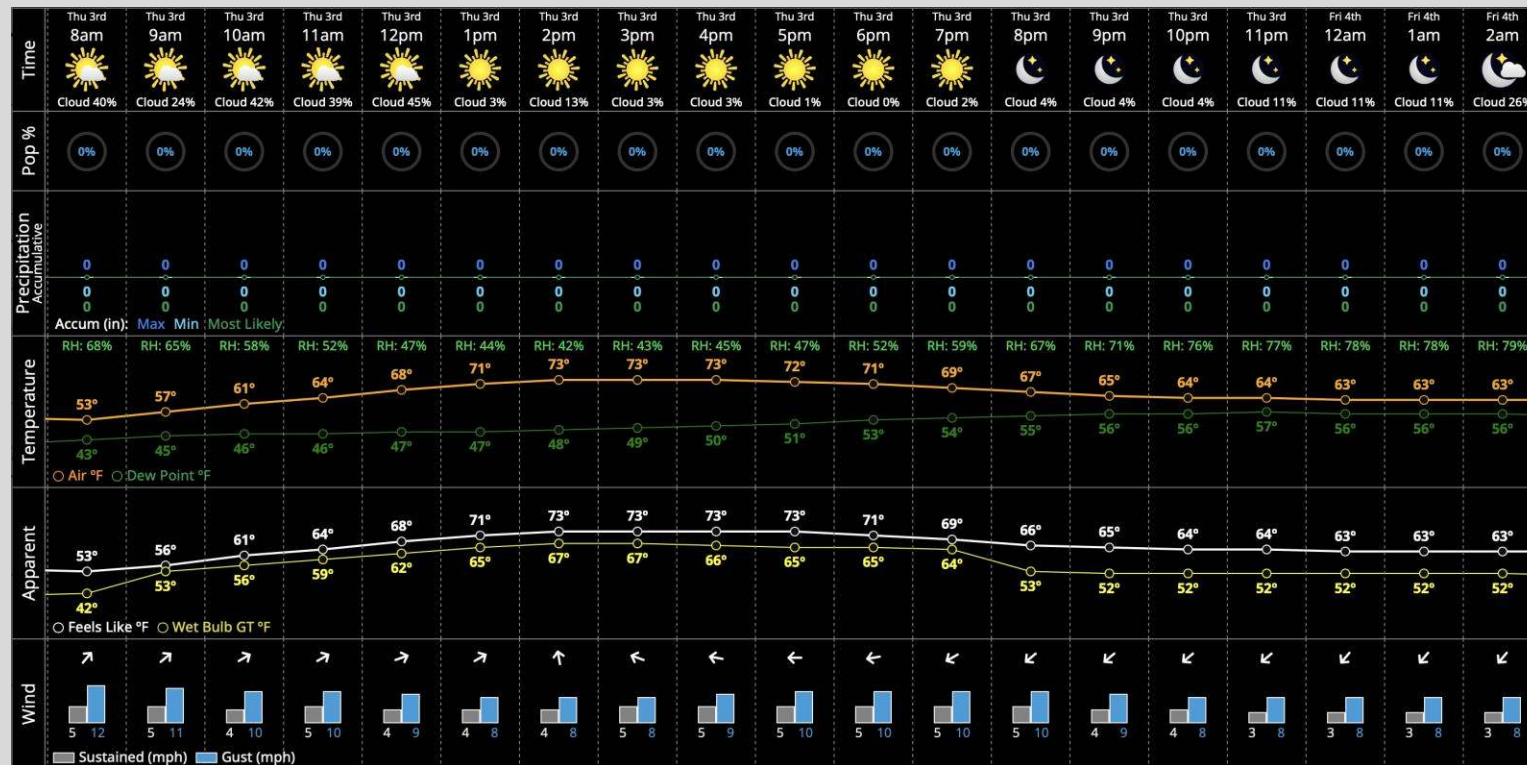 Time
Thu 3rd Thu 3rd Thu 3rd Thu 3rd Thu 3rd Thu 3rd Thu 3rd Thu 3rd Thu 3rd Thu 3rd Thu 3rd Thu 3rd Thu 3rd Thu 3rd Thu 3rd Thu 3rd Fri 4th Fri 4th Fri 4th
8am 9am 10am 11am 12pm 1pm 2pm 3pm 4pm 5pm 6pm 7pm 8pm 9pm 10pm 11pm 12am 1am 2am
Cloud 40% Cloud 24% Cloud 42% Cloud 39% Cloud 45% Cloud 3% Cloud 13% Cloud 3% Cloud 3% Cloud 1% Cloud 0% Cloud 2% Cloud 4% Cloud 4% Cloud 4% Cloud 11% Cloud 11% Cloud 11% Cloud 26%
Pop %
0% 0% 0% 0% 0% 0% 0% 0% 0% 0% 0% 0% 0% 0% 0% 0% 0% 0% 0%
Precipitation
Accumulative
0 0 0 0 0 0 0 0 0 0 0 0 0 0 0 0 0 0 0
0 0 0 0 0 0 0 0 0 0 0 0 0 0 0 0 0 0 0
0 0 0 0 0 0 0 0 0 0 0 0 0 0 0 0 0 0 0
Accum (in): Max Min Most Likely
Temperature
RH: 68% RH: 65% RH: 58% RH: 52% RH: 47% RH: 44% RH: 42% RH: 43% RH: 45% RH: 47% RH: 52% RH: 59% RH: 67% RH: 71% RH: 76% RH: 77% RH: 78% RH: 78% RH: 79%
53° 57° 61° 64° 68° 71° 73° 73° 73° 72° 71° 69° 67° 65° 64° 64° 63° 63° 63°
43° 45° 46° 46° 47° 47° 48° 49° 50° 51° 53° 54° 55° 56° 56° 57° 56° 56° 56°
Air ºF Dew Point ºF
Apparent
53° 56° 61° 64° 68° 71° 73° 73° 73° 73° 71° 69° 66° 65° 64° 64° 63° 63° 63°
42° 53° 56° 59° 62° 65° 67° 67° 66° 65° 65° 64° 53° 52° 52° 52° 52° 52° 52°
Feels Like ºF Wet Bulb GT ºF
Wind
5 12 5 11 4 10 5 10 4 9 4 8 4 8 5 8 5 9 5 10 5 10 5 10 5 10 4 9 4 8 3 8 3 8 3 8 3 8
Sustained (mph) Gust (mph)